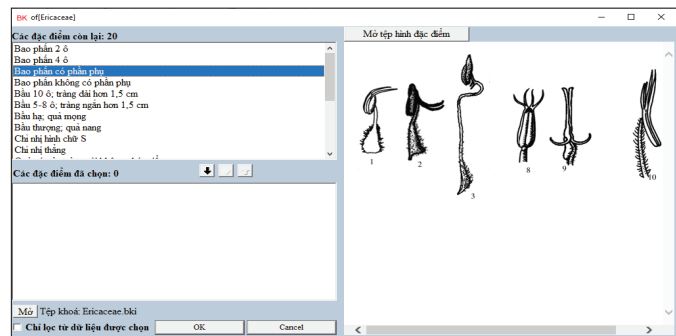 BK of[Ericaceae]
Các đặc điểm còn lại: 20
Mở tệp hình đặc điểm
Bao phấn 2 ô
Bao phấn 4 ô
Bao phấn có phần phụ
Bao phấn không có phần phụ
Bầu 10 ô; tràng dài hơn 1,5 cm
Bầu 5-8 ô; tràng ngắn hơn 1,5 cm
Bầu hạ; quả mọng
Bầu thượng; quả nang
Chỉ nhị hình chữ S
Chỉ nhị thẳng
1 2 3 8 9 10
Các đặc điểm đã chọn: 0
Mở Tệp khoá: Ericaceae.bki
Chỉ lọc từ dữ liệu được chọn OK Cancel